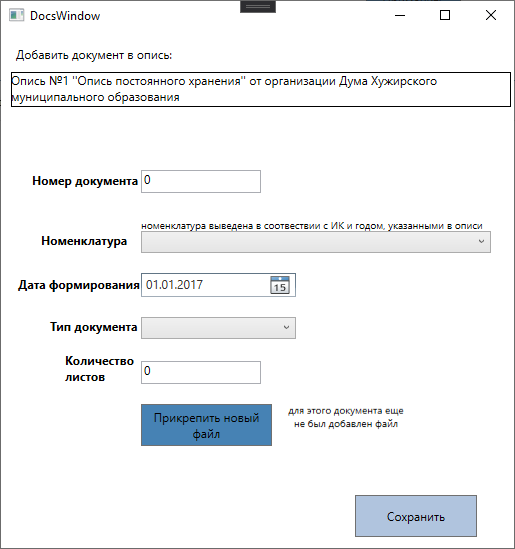 DocsWindow
Добавить документ в опись:
Опись №1 "Опись постоянного хранения" от организации Дума Хужирского
муниципального образования
Номер документа 0
номенклатура выведена в соотвествии с ИК и годом, указанными в описи
Номенклатура
Дата формирования 01.01.2017 15
Тип документа
Количество
листов 0
Прикрепить новый
файл
для этого документа еще
не был добавлен файл
Сохранить